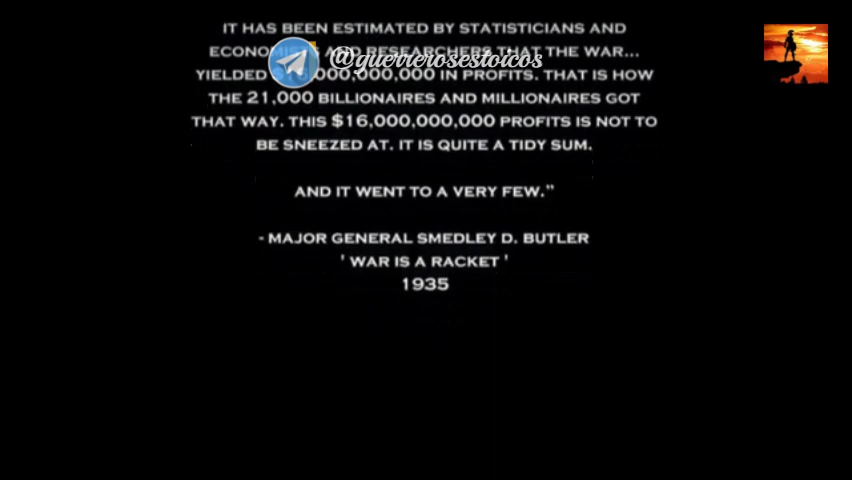 IT HAS BEEN ESTIMATED BY STATISTICIANS AND
ECONOMISTS AND RESEARCHERS THAT THE WAR...
@guerrerosestoicos
YIELDED $16,000,000,000 IN PROFITS. THAT IS HOW
THE 21,000 BILLIONAIRES AND MILLIONAIRES GOT
THAT WAY. THIS $16,000,000,000 PROFITS IS NOT TO
BE SNEEZED AT. IT IS QUITE A TIDY SUM.
AND IT WENT TO A VERY FEW.”
- MAJOR GENERAL SMEDLEY D. BUTLER
' WAR IS A RACKET '
1935